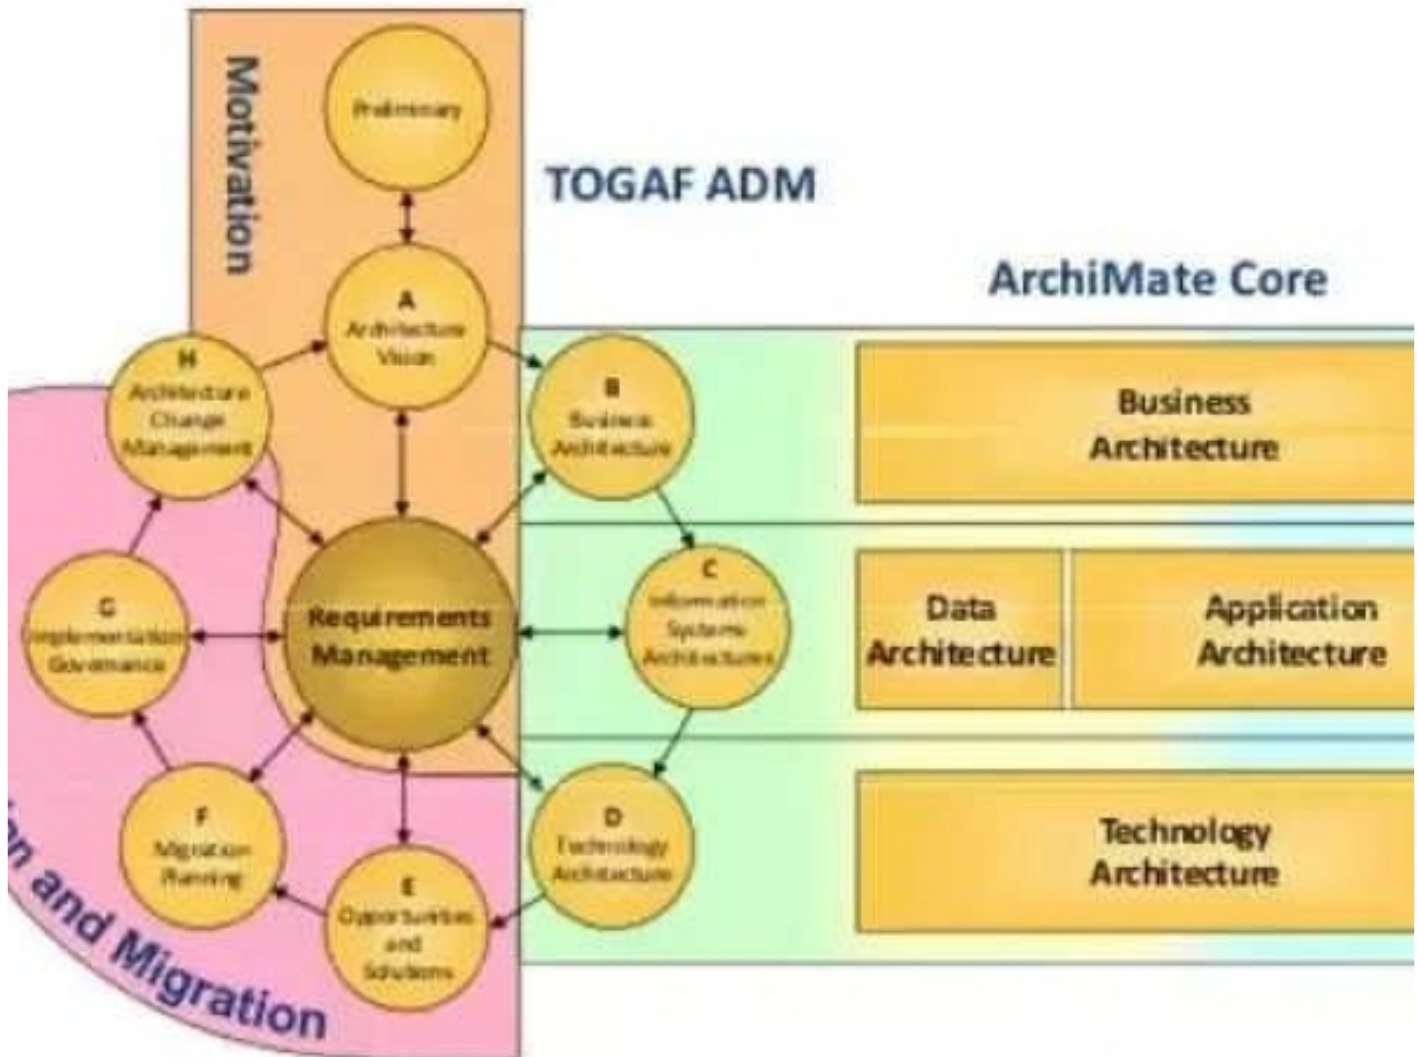 Motivation
Preliminary
TOGAF ADM
ArchiMate Core
A
Architecture
Vision
H
Architecture
Change
Management
B
Business
Architecture
Business
Architecture
G
Implementation
Governance
Requirements
Management
C
Information
Systems
Architectures
Data
Architecture
Application
Architecture
F
Migration
Planning
E
Opportunities
and
Solutions
D
Technology
Architecture
Technology
Architecture
and Migration